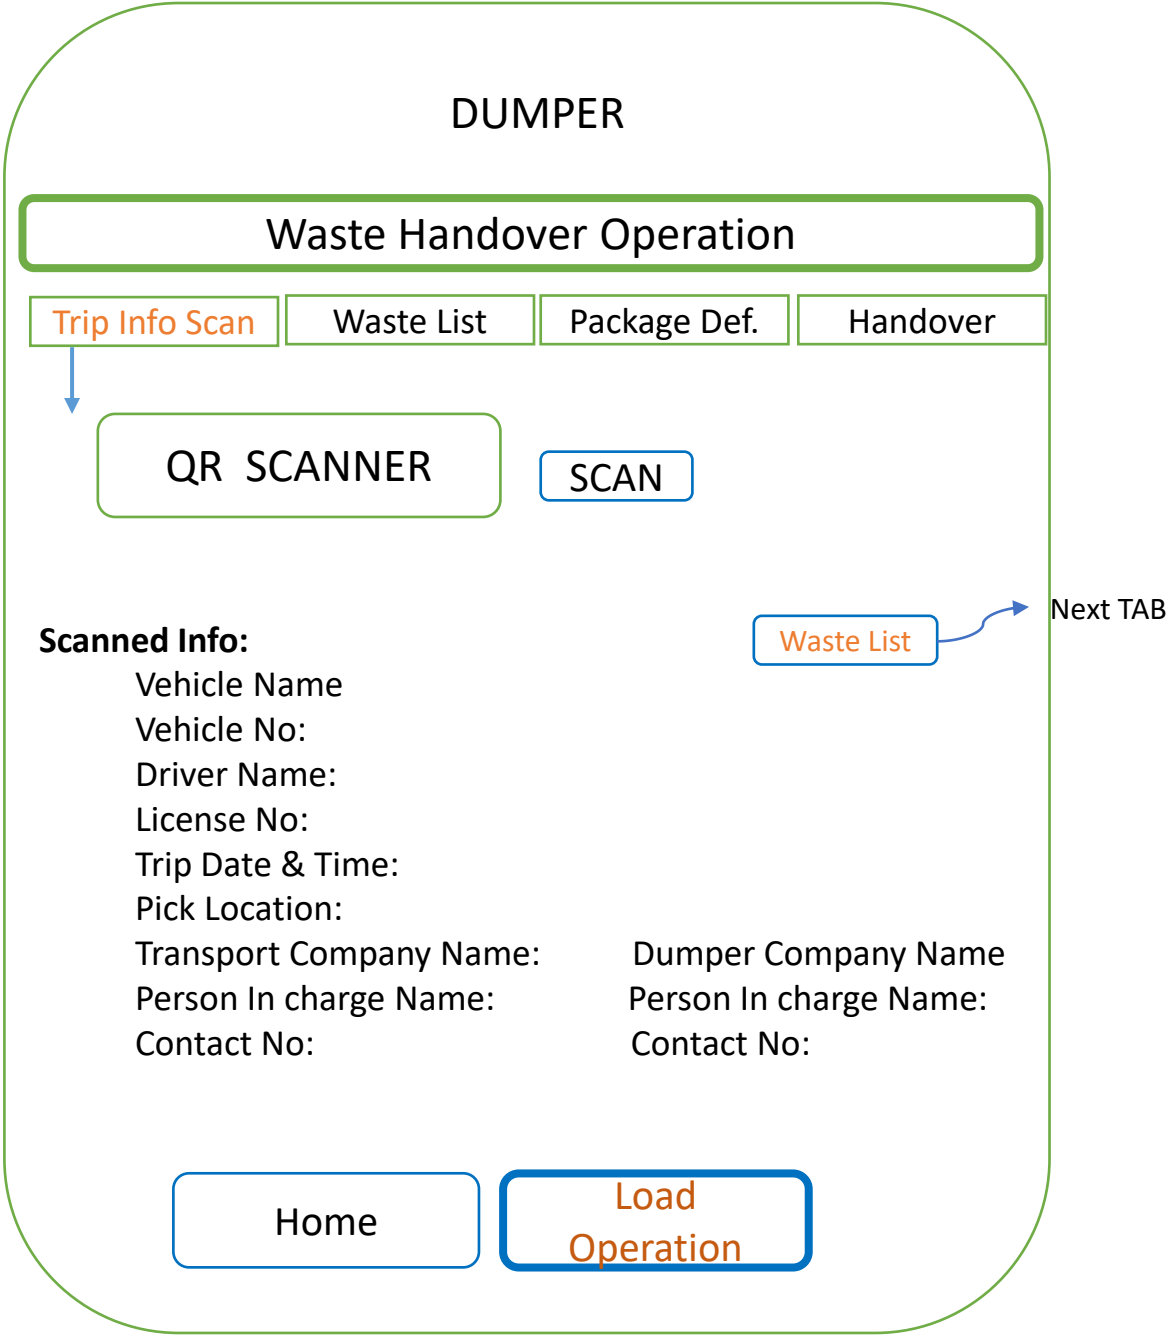 DUMPER
Waste Handover Operation
Trip Info Scan
Waste List
Package Def.
Handover
QR SCANNER
SCAN
Next TAB
Waste List
Scanned Info:
Vehicle Name
Vehicle No:
Driver Name:
License No:
Trip Date & Time:
Pick Location:
Transport Company Name:
Dumper Company Name
Person In charge Name:
Person In charge Name:
Contact No:
Contact No:
Home
Load
Operation